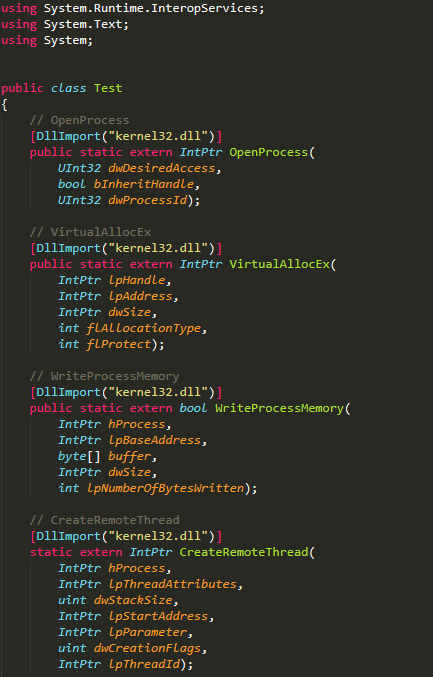 using System.Runtime.InteropServices;
using System.Text;
using System;
public class Test
{
// OpenProcess
[DllImport("kernel32.dll")]
public static extern IntPtr OpenProcess(
UInt32 dwDesiredAccess,
bool bInheritHandle,
UInt32 dwProcessId);
// VirtualAllocEx
[DllImport("kernel32.dll")]
public static extern IntPtr VirtualAllocEx(
IntPtr lpHandle,
IntPtr lpAddress,
IntPtr dwSize,
int flAllocationType,
int flProtect);
// WriteProcessMemory
[DllImport("kernel32.dll")]
public static extern bool WriteProcessMemory(
IntPtr hProcess,
IntPtr lpBaseAddress,
byte[] buffer,
IntPtr dwSize,
int lpNumberOfBytesWritten);
// CreateRemoteThread
[DllImport("kernel32.dll")]
static extern IntPtr CreateRemoteThread(
IntPtr hProcess,
IntPtr lpThreadAttributes,
uint dwStackSize,
IntPtr lpStartAddress,
IntPtr lpParameter,
uint dwCreationFlags,
IntPtr lpThreadId);